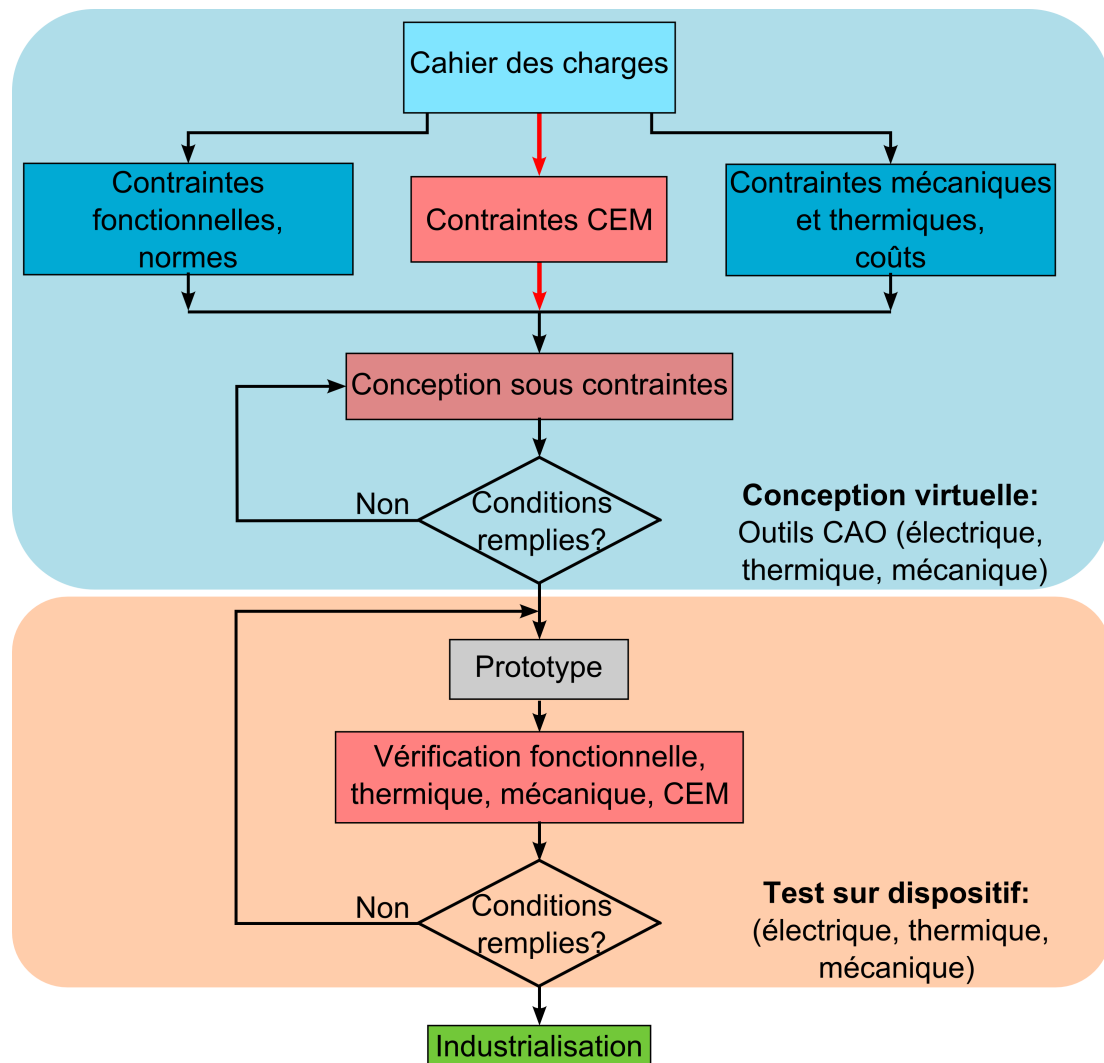 Cahier des charges
Contraintes
fonctionnelles,
normes
Contraintes CEM
Contraintes mécaniques
et thermiques,
coûts
Conception sous contraintes
Non
Conditions
remplies?
Conception virtuelle:
Outils CAO (électrique,
thermique, mécanique)
Prototype
Vérification fonctionnelle,
thermique, mécanique, CEM
Non
Conditions
remplies?
Test sur dispositif:
(électrique, thermique,
mécanique)
Industrialisation